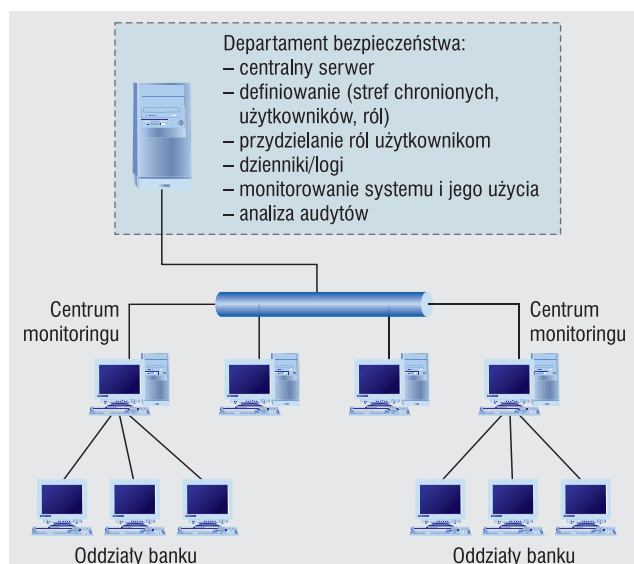 Departament bezpieczeństwa:
– centralny serwer
– definiowanie (stref chronionych,
użytkowników, ról)
– przydzielanie ról użytkownikom
– dzienniki/logi
– monitorowanie systemu i jego użycia
– analiza audytów
Centrum
monitoringu
Centrum
monitoringu
Oddziały banku
Oddziały banku